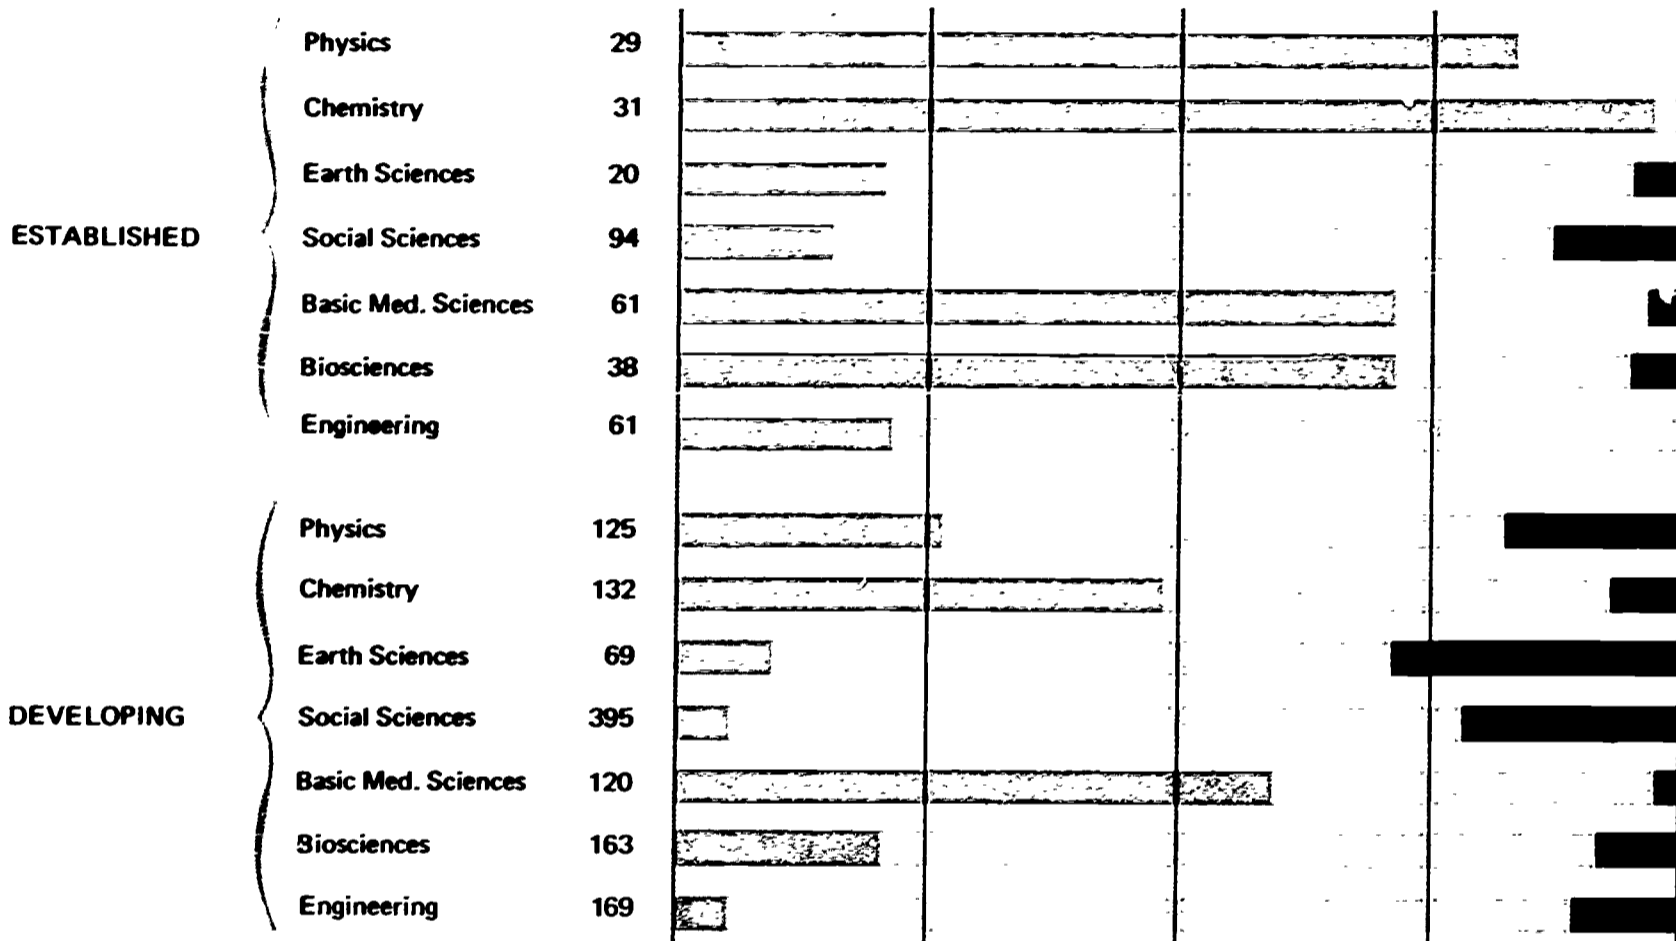 Physics 29
Chemistry 31
Earth Sciences 20
ESTABLISHED Social Sciences 94
Basic Med. Sciences 61
Biosciences 38
Engineering 61
Physics 125
Chemistry 132
Earth Sciences 69
DEVELOPING Social Sciences 395
Basic Med. Sciences 120
Biosciences 163
Engineering 169